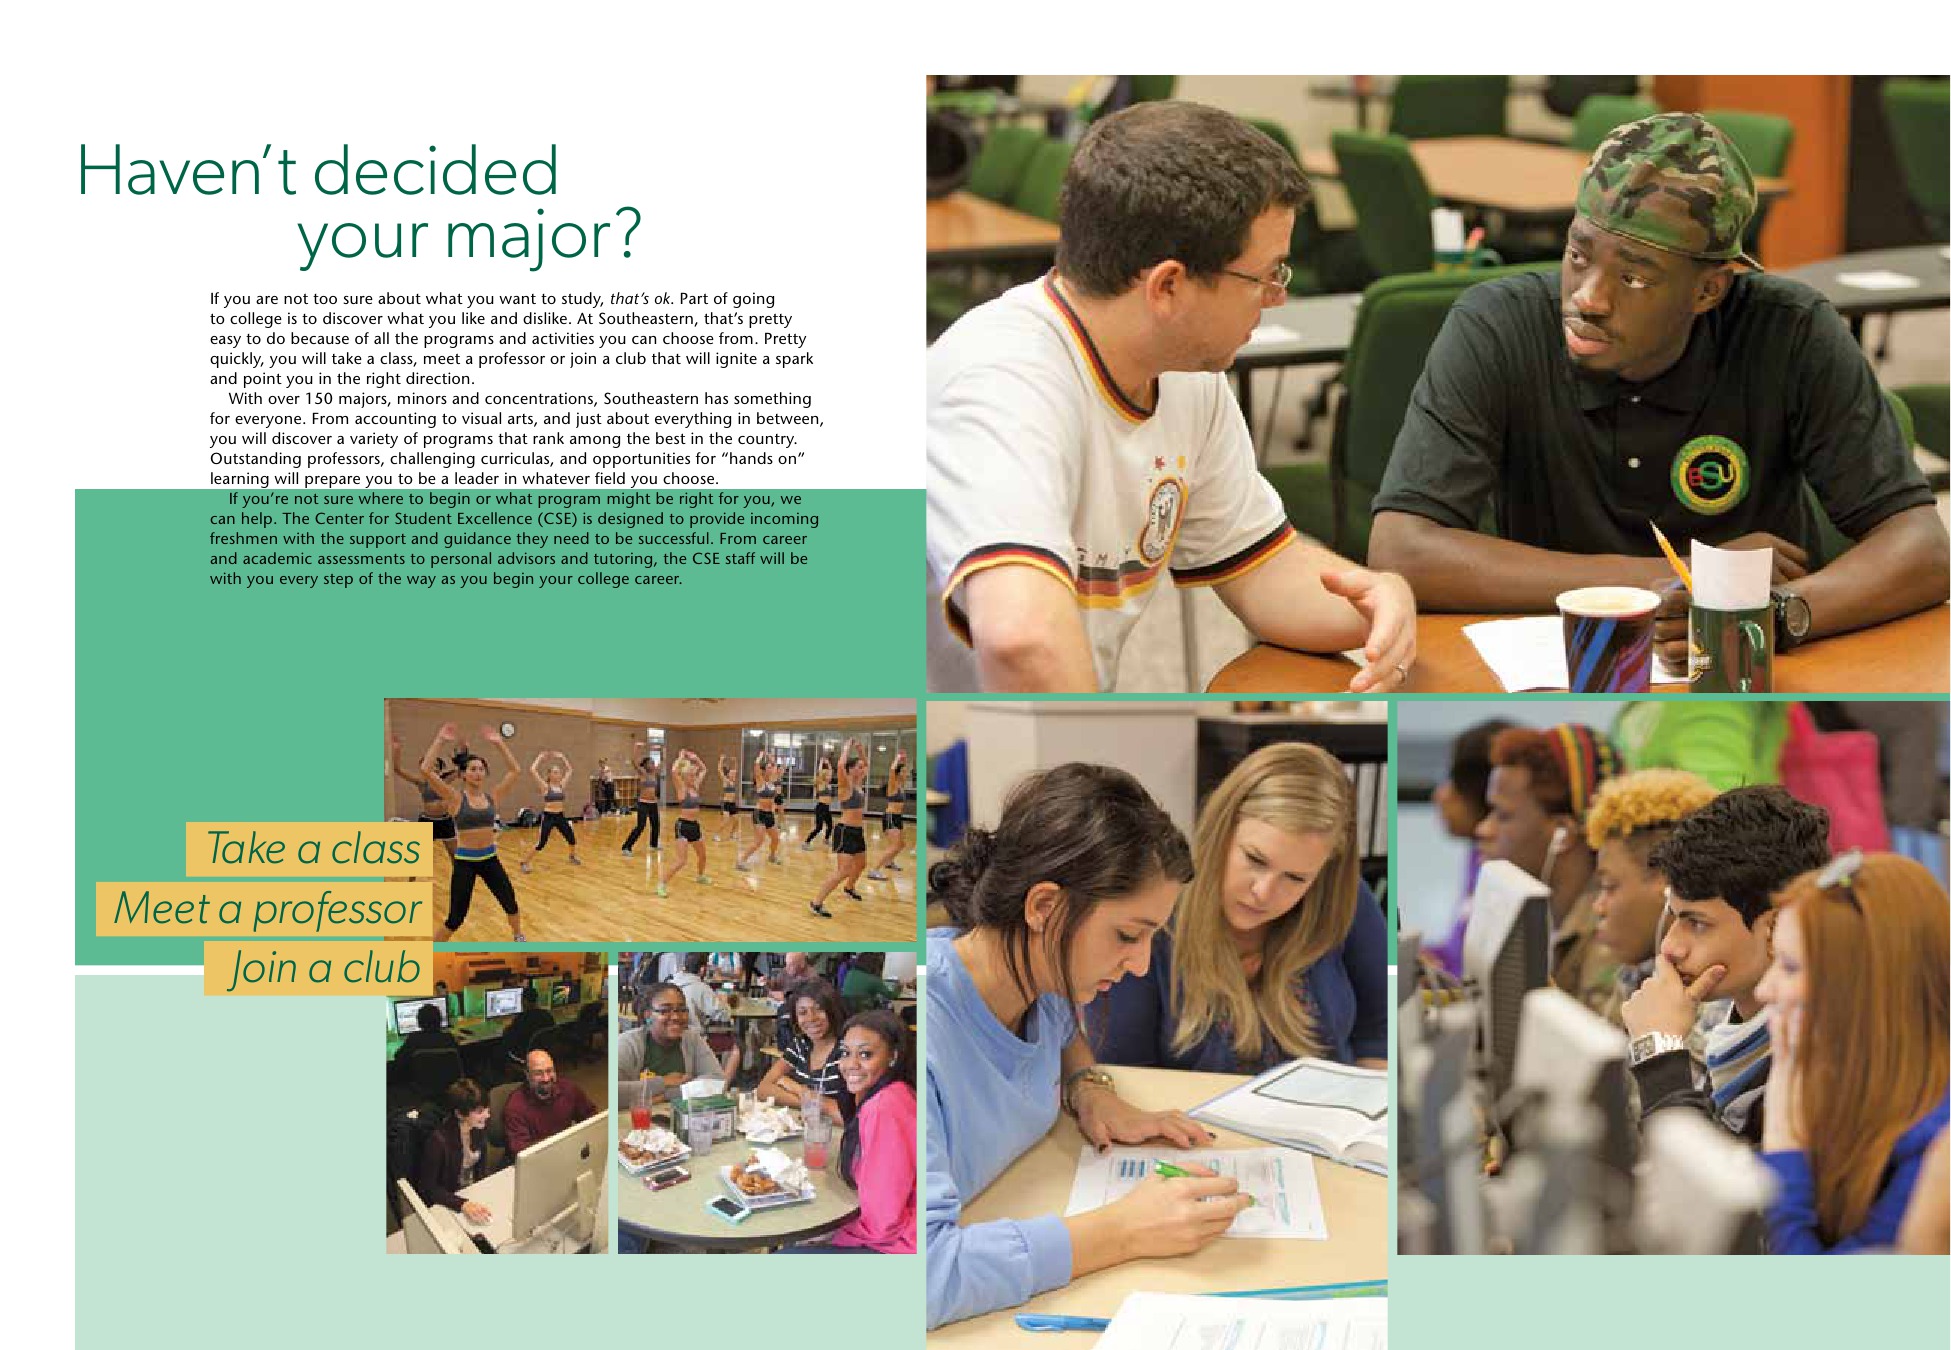 Haven’t decided
your major?
If you are not too sure about what you want to study, that’s ok. Part of going
to college is to discover what you like and dislike. At Southeastern, that’s pretty
easy to do because of all the programs and activities you can choose from. Pretty
quickly, you will take a class, meet a professor or join a club that will ignite a spark
and point you in the right direction.
With over 150 majors, minors and concentrations, Southeastern has something
for everyone. From accounting to visual arts, and just about everything in between,
you will discover a variety of programs that rank among the best in the country.
Outstanding professors, challenging curriculas, and opportunities for “hands on”
learning will prepare you to be a leader in whatever field you choose.
If you’re not sure where to begin or what program might be right for you, we
can help. The Center for Student Excellence (CSE) is designed to provide incoming
freshmen with the support and guidance they need to be successful. From career
and academic assessments to personal advisors and tutoring, the CSE staff will be
with you every step of the way as you begin your college career.
Take a class
Meet a professor
Join a club
BSU